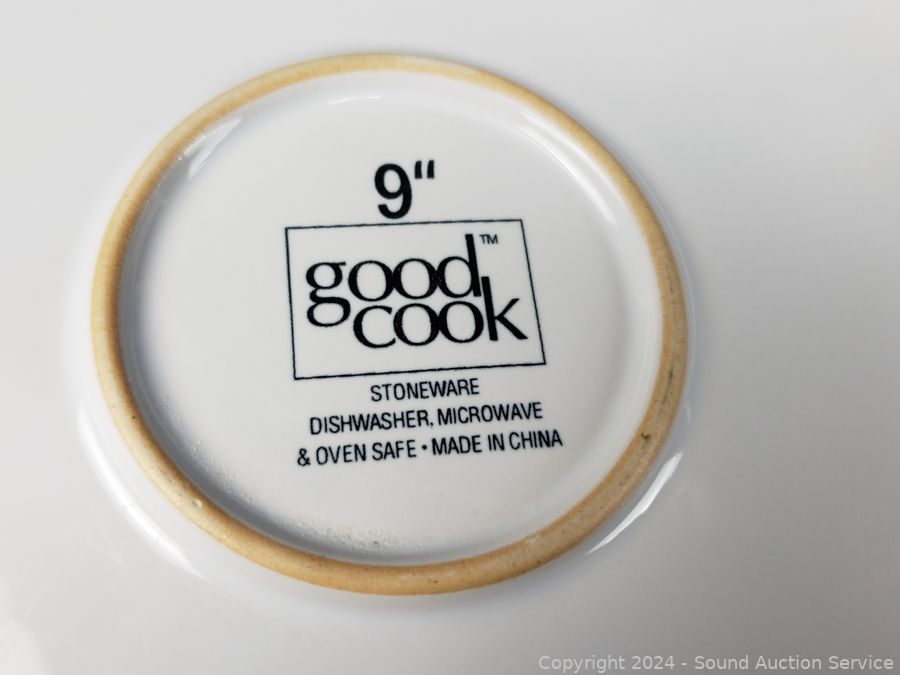 9“
good™
cook
STONEWARE
DISHWASHER, MICROWAVE
& OVEN SAFE • MADE IN CHINA
Copyright 2024 - Sound Auction Service